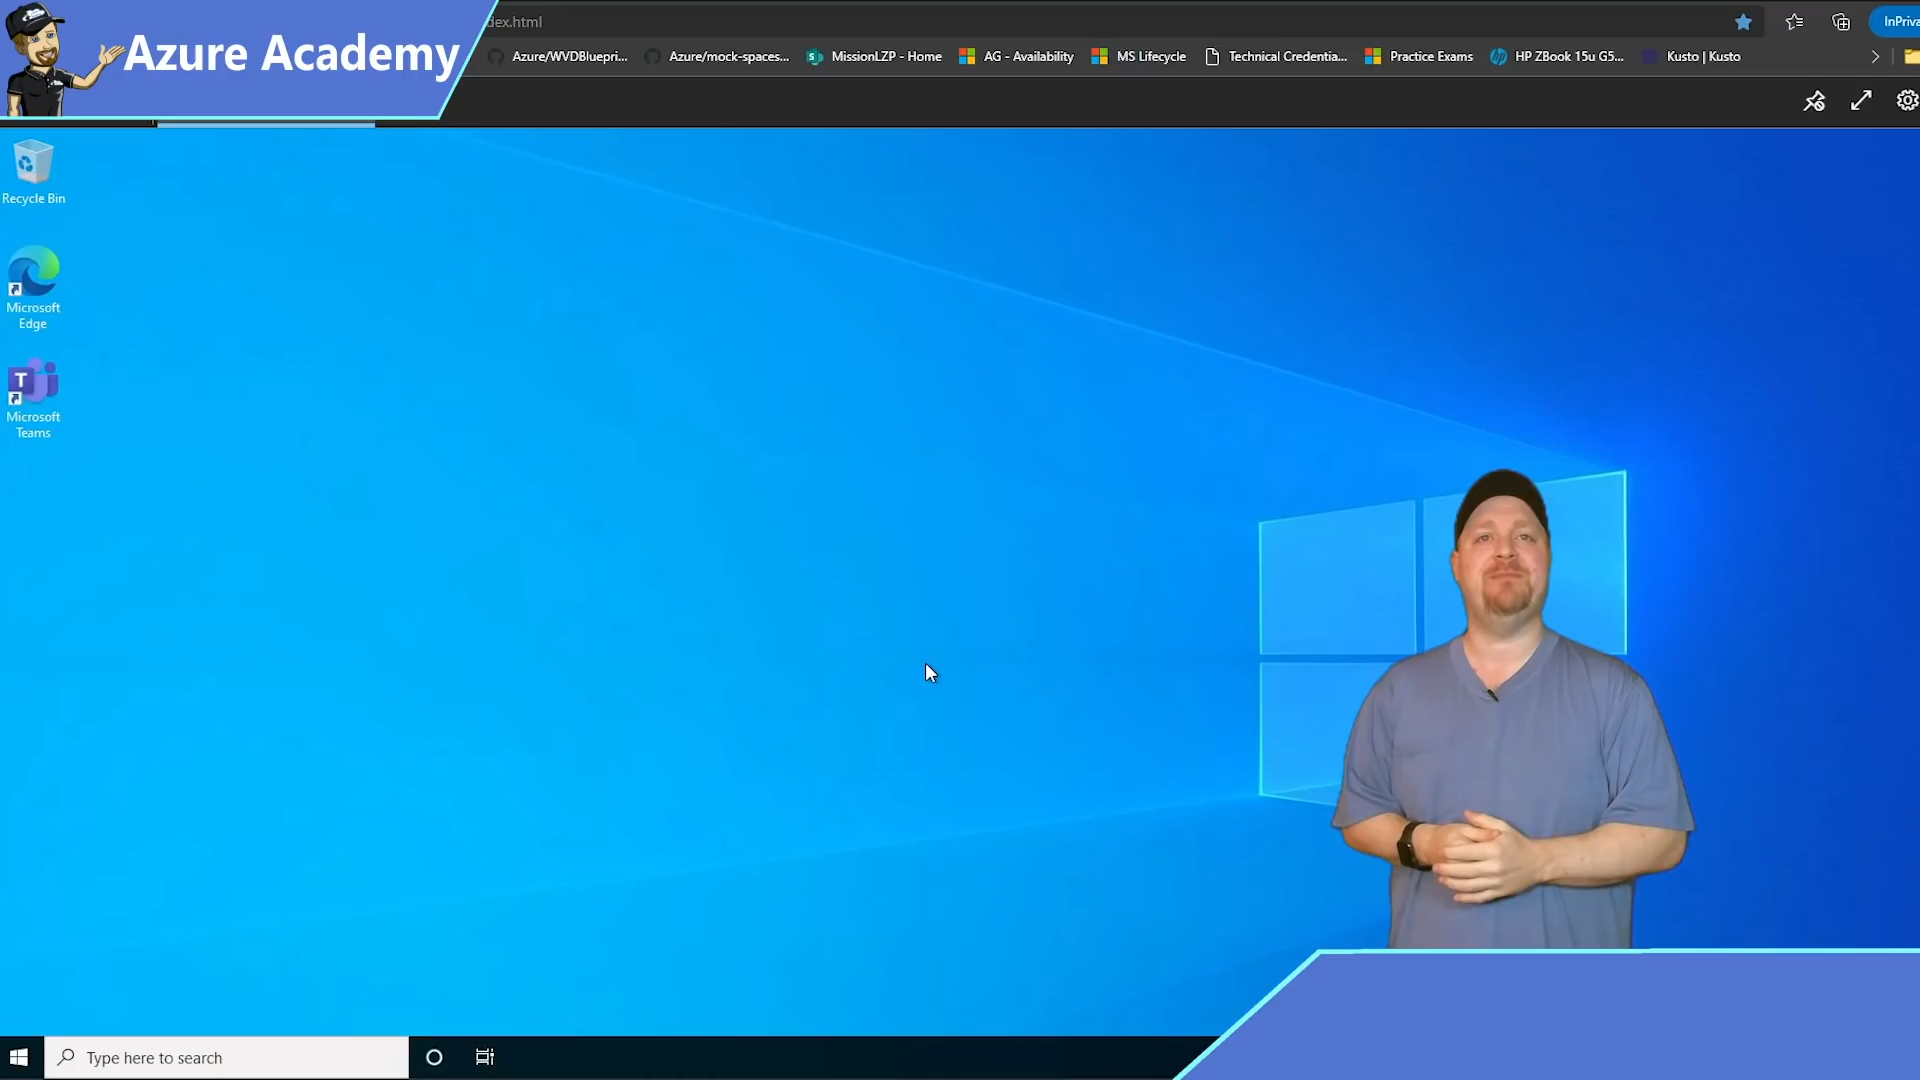 Azure Academy
dex.html
InPriva
Azure/WVDBluepri...
Azure/mock-spaces...
MissionLZP - Home
AG - Availability
MS Lifecycle
Technical Credentia...
Practice Exams
HP ZBook 15u G5...
Kusto | Kusto
Recycle Bin
Microsoft
Edge
T
Microsoft
Teams
Type here to search